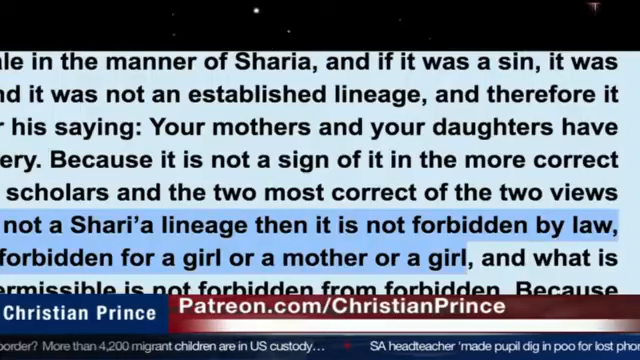 ale in the manner of Sharia, and if it was a sin, it was
nd it was not an established lineage, and therefore it
r his saying: Your mothers and your daughters have
ery. Because it is not a sign of it in the more correct
scholars and the two most correct of the two views
not a Shari'a lineage then it is not forbidden by law,
forbidden for a girl or a mother or a girl, and what is
ermissible is not forbidden from forbidden. Because
Christian Prince
Patreon.com/ChristianPrince
order? More than 4,200 migrant children are in US custody… SA headteacher 'made pupil dig in poo for lost pho